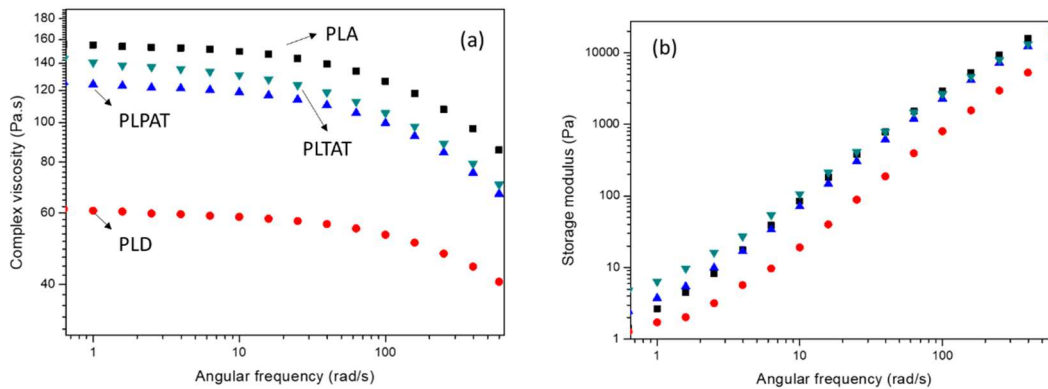 (a)
PLA
PLPAT
PLTAT
PLD
180
160
140
120
100
80
60
40
Complex viscosity (Pa.s)
1
10
100
Angular frequency (rad/s)
(b)
10000
1000
100
10
1
Storage modulus (Pa)
1
10
100
Angular frequency (rad/s)